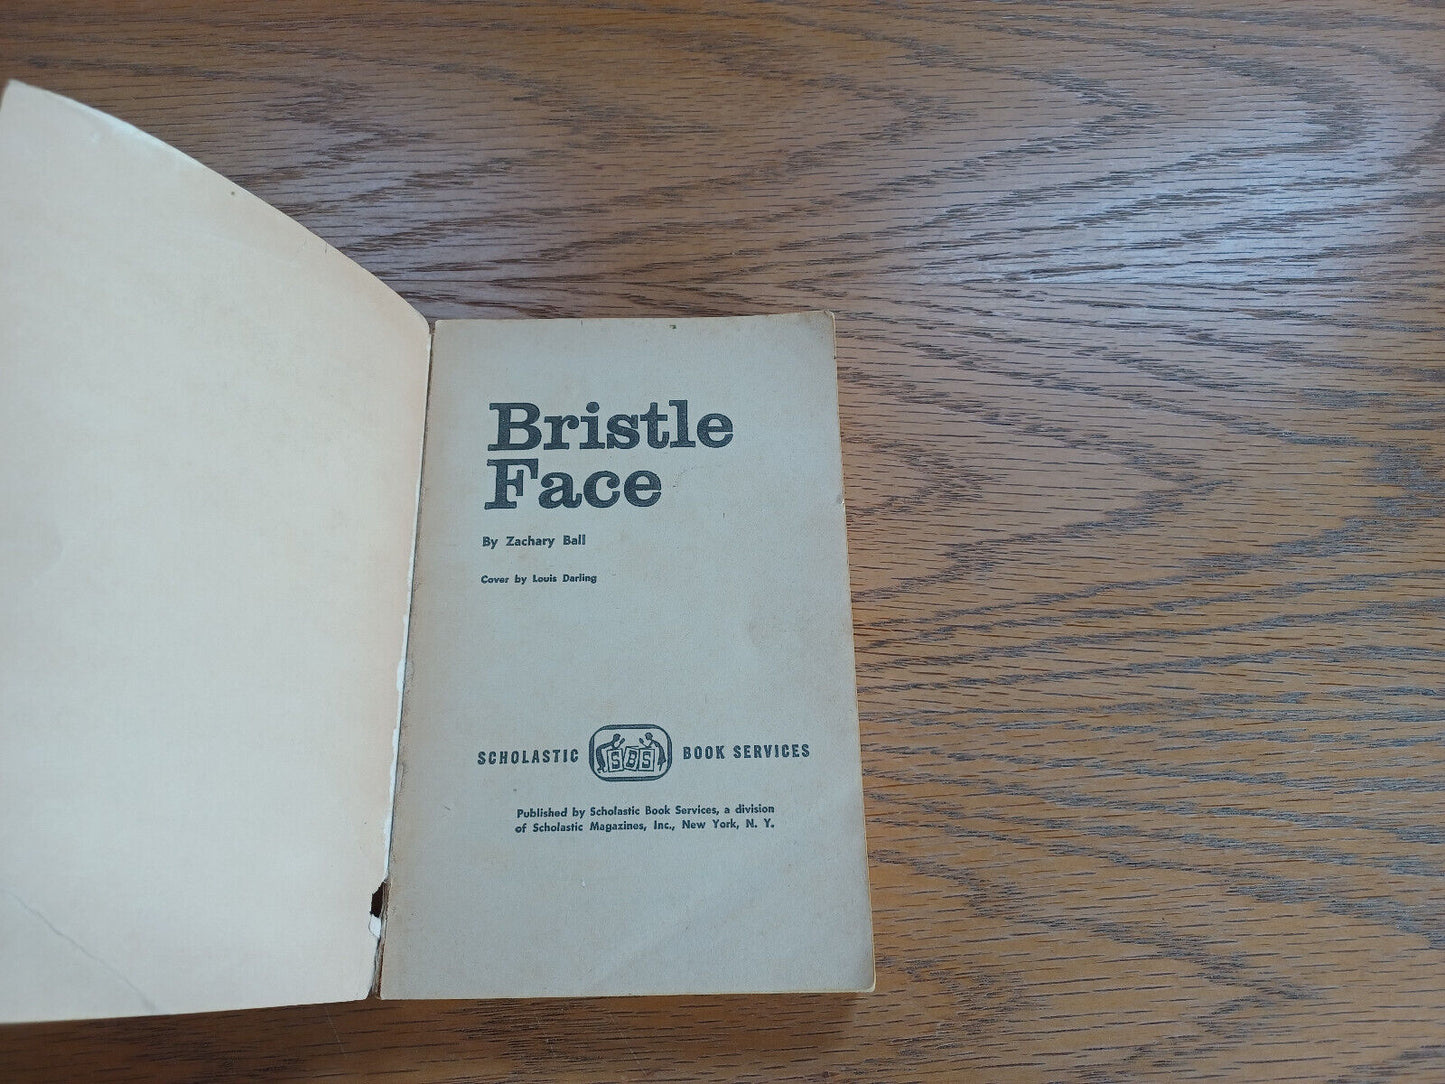 Bristle
Face
By Zachary Ball
Cover by Louis Darling
SCHOLASTIC SBS BOOK SERVICES
Published by Scholastic Book Services, a division
of Scholastic Magazines, Inc., New York, N. Y.